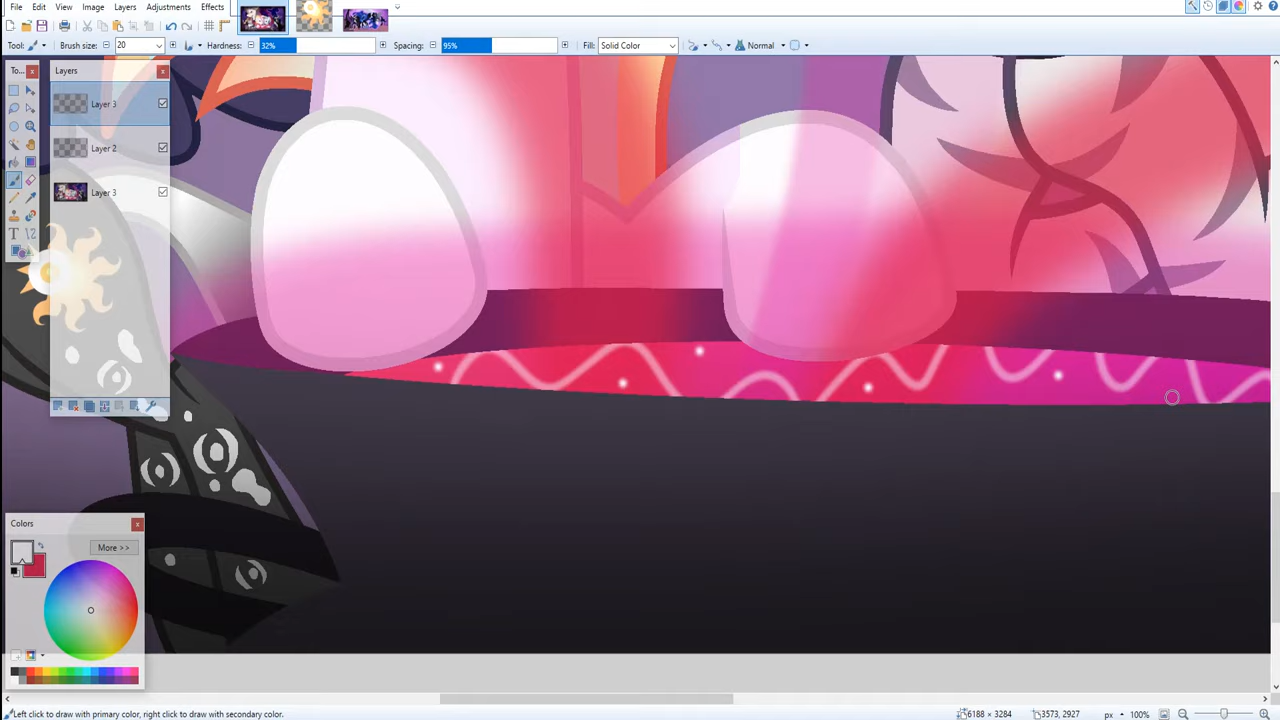 File Edit View Image Layers Adjustments Effects
Tool: Brush size: 20 Hardness: 32% Spacing: 95% Fill: Solid Color Normal
To... Layers
Layer 3
Layer 2
Layer 3
Colors
More >>
Left click to draw with primary color, right click to draw with secondary color. 6188 × 3284 3573, 2927 px 100%